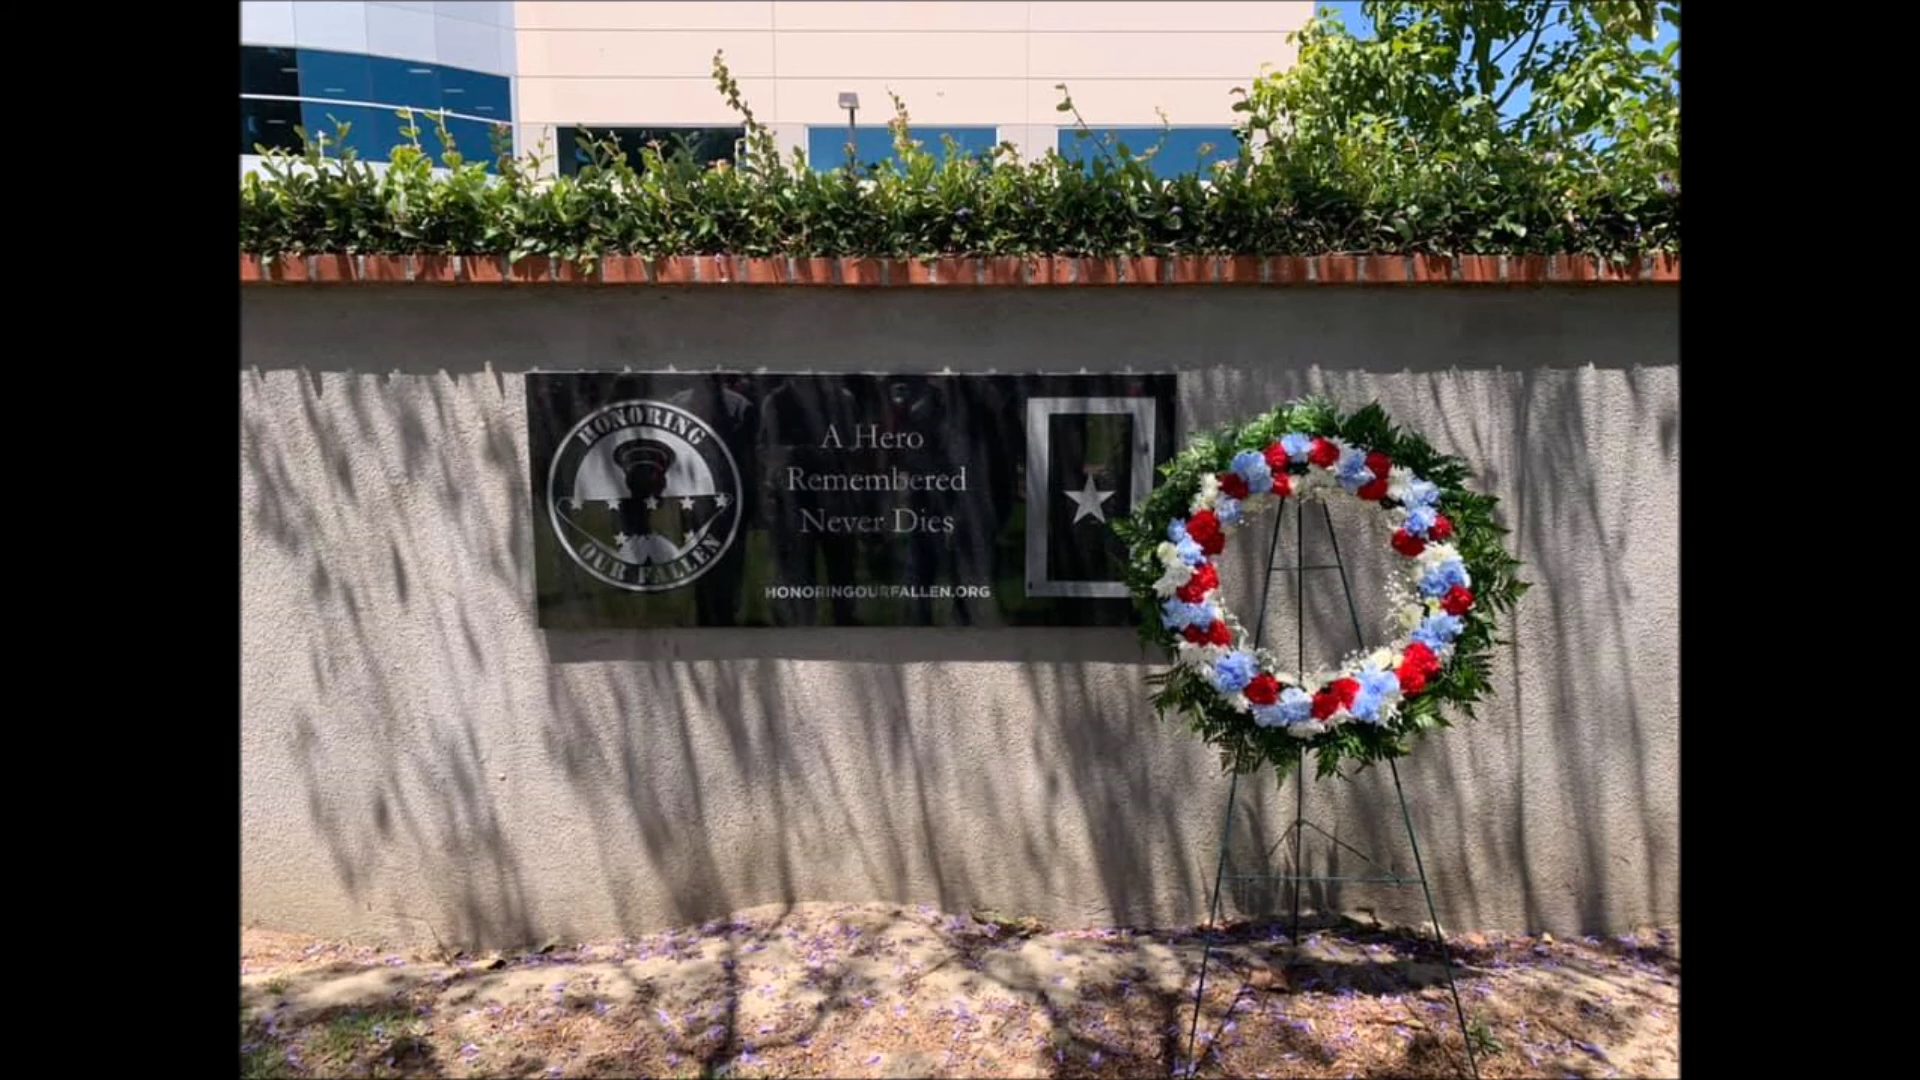 HONORING
OUR FALLEN
A Hero
Remembered
Never Dies
HONORINGOURFALLEN.ORG